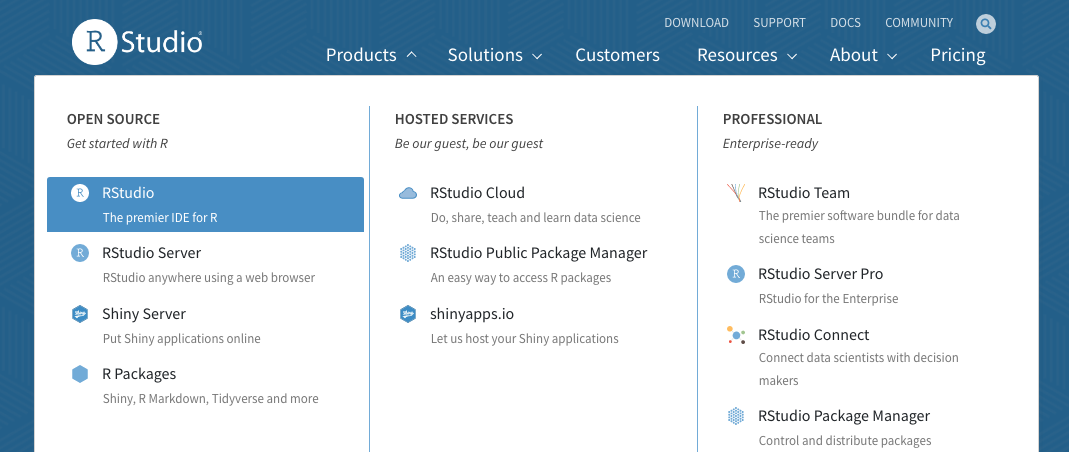 DOWNLOAD SUPPORT DOCS COMMUNITY
R Studio®
Products Solutions Customers Resources About Pricing
OPEN SOURCE
Get started with R
RStudio
The premier IDE for R
RStudio Server
RStudio anywhere using a web browser
Shiny Server
Put Shiny applications online
R Packages
Shiny, R Markdown, Tidyverse and more
HOSTED SERVICES
Be our guest, be our guest
RStudio Cloud
Do, share, teach and learn data science
RStudio Public Package Manager
An easy way to access R packages
shinyapps.io
Let us host your Shiny applications
PROFESSIONAL
Enterprise-ready
RStudio Team
The premier software bundle for data
science teams
RStudio Server Pro
RStudio for the Enterprise
RStudio Connect
Connect data scientists with decision
makers
RStudio Package Manager
Control and distribute packages